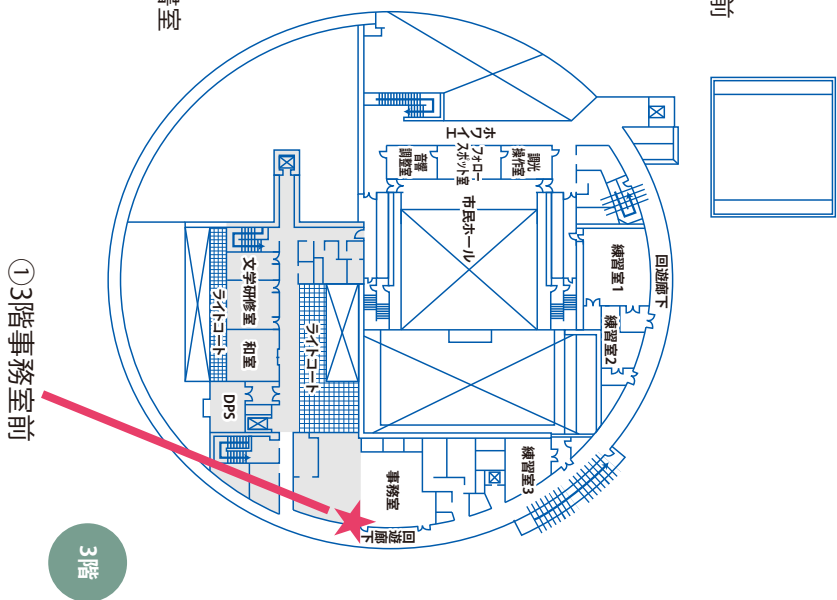 前
室
ホワイエ
調光
操作室
フォロー
スポット室
音響
調整室
市民ホール
回遊廊下
練習室1
練習室2
練習室3
文学研修室
ライトコート
和室
ライトコート
DPS
事務室
回遊廊下
①3階事務室前
3階